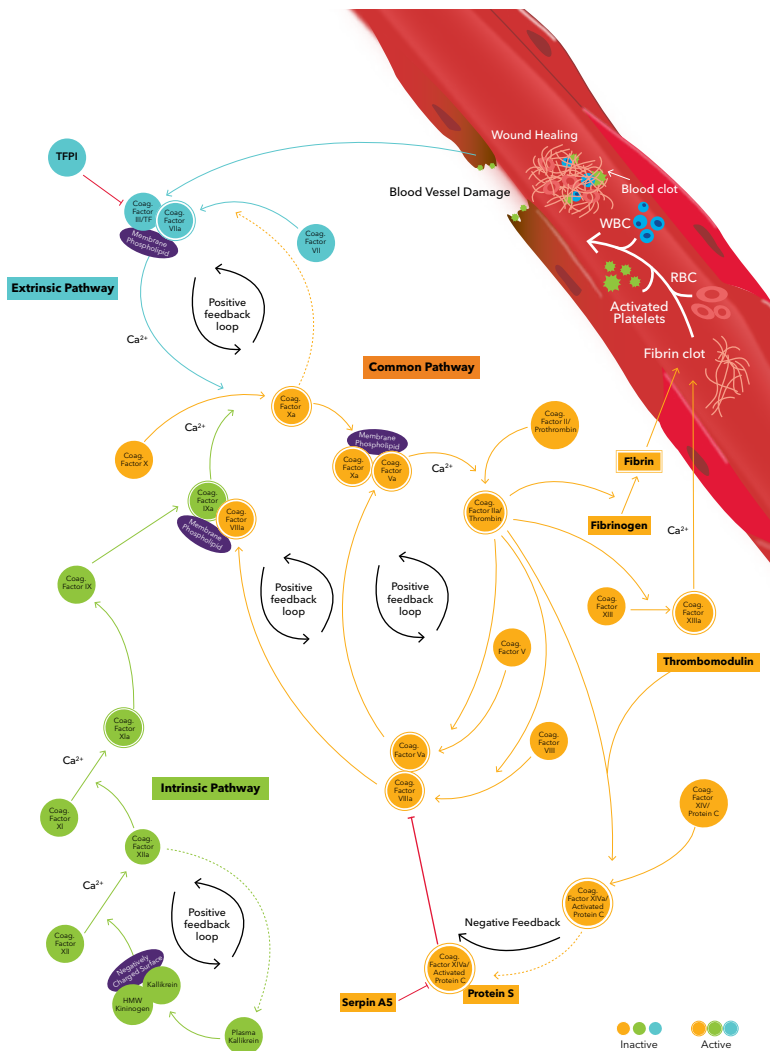 Wound Healing
TFPI
Blood clot
Blood Vessel Damage
Coag.
Factor
III/TF
Coag.
Factor
VIIa
Membrane
Phospholipid
WBC
Coag.
Factor
VII
RBC
Extrinsic Pathway
Positive
feedback
loop
Activated
Platelets
Ca²⁺
Fibrin clot
Common Pathway
Coag.
Factor
Xa
Ca²⁺
Coag.
Factor X
Membrane
Phospholipid
Coag.
Factor
Xa
Coag.
Factor
Va
Ca²⁺
Coag.
Factor II/
Prothrombin
Fibrin
Coag.
Factor
IXa
Coag.
Factor
VIIIa
Membrane
Phospholipid
Coag.
Factor IIa/
Thrombin
Fibrinogen
Ca²⁺
Coag.
Factor IX
Positive
feedback
loop
Positive
feedback
loop
Coag.
Factor
XIII
Coag.
Factor
XIIIa
Coag.
Factor V
Thrombomodulin
Coag.
Factor
XIa
Ca²⁺
Coag.
Factor Va
Coag.
Factor
VIII
Coag.
Factor
VIIIa
Intrinsic Pathway
Coag.
Factor
XI
Coag.
Factor
XIV/
Protein C
Coag.
Factor
XIIa
Ca²⁺
Positive
feedback
loop
Coag.
Factor XIVa/
Activated
Protein C
Negative Feedback
Coag.
Factor
XII
Negatively
Charged Surface
Kallikrein
HMW
Kininogen
Coag.
Factor XIVa/
Activated
Protein C
Protein S
Serpin A5
Plasma
Kallikrein
Inactive
Active